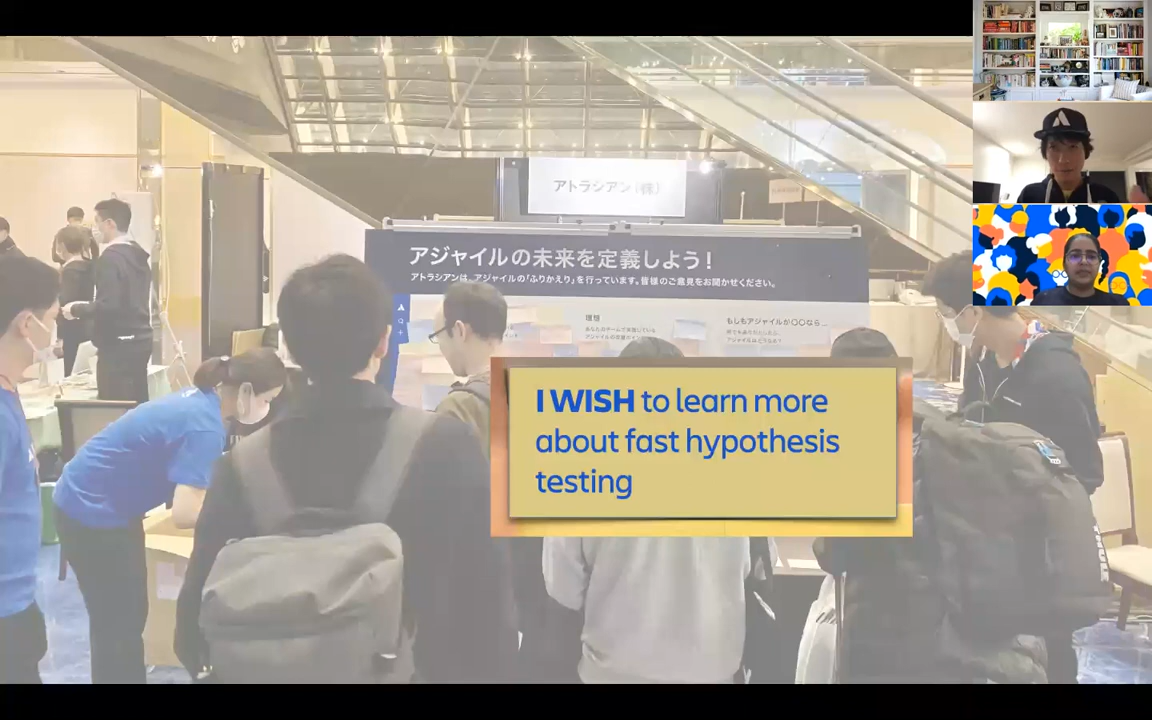 アトラシアン(株)
アジャイルの未来を定義しよう!
アトラシアンは、アジャイルの「ふりかえり」を行っています。皆様のご意見をお聞かせください。
理想
もしもアジャイルが〇〇なら...
I WISH to learn more
about fast hypothesis
testing